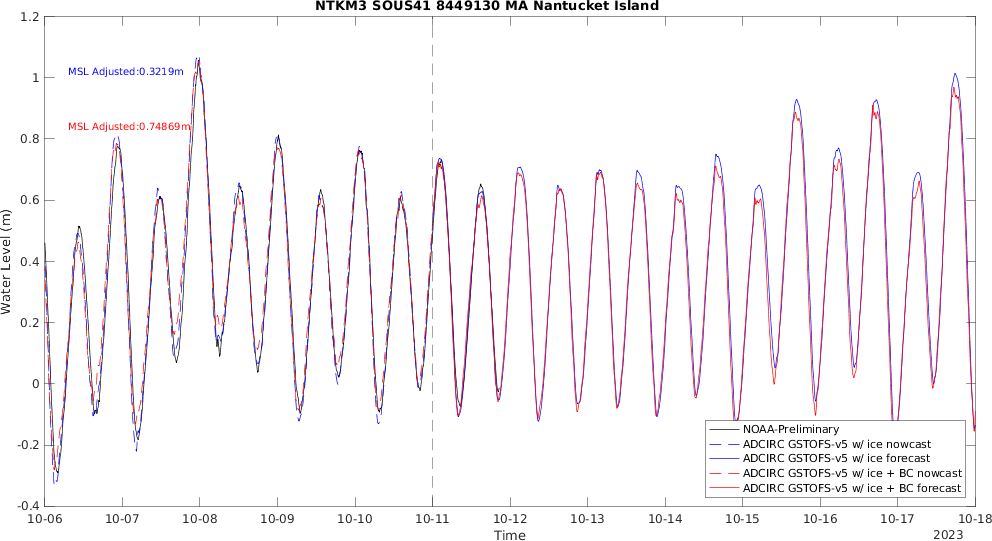 NTKM3 SOUS41 8449130 MA Nantucket Island
1.2
1
0.8
0.6
0.4
0.2
0
-0.2
-0.4
Water Level (m)
MSL Adjusted:0.3219m
MSL Adjusted:0.74869m
NOAA-Preliminary
ADCIRC GSTOFS-v5 w/ ice nowcast
ADCIRC GSTOFS-v5 w/ ice forecast
ADCIRC GSTOFS-v5 w/ ice + BC nowcast
ADCIRC GSTOFS-v5 w/ ice + BC forecast
10-06 10-07 10-08 10-09 10-10 10-11 10-12 10-13 10-14 10-15 10-16 10-17 10-18
Time
2023